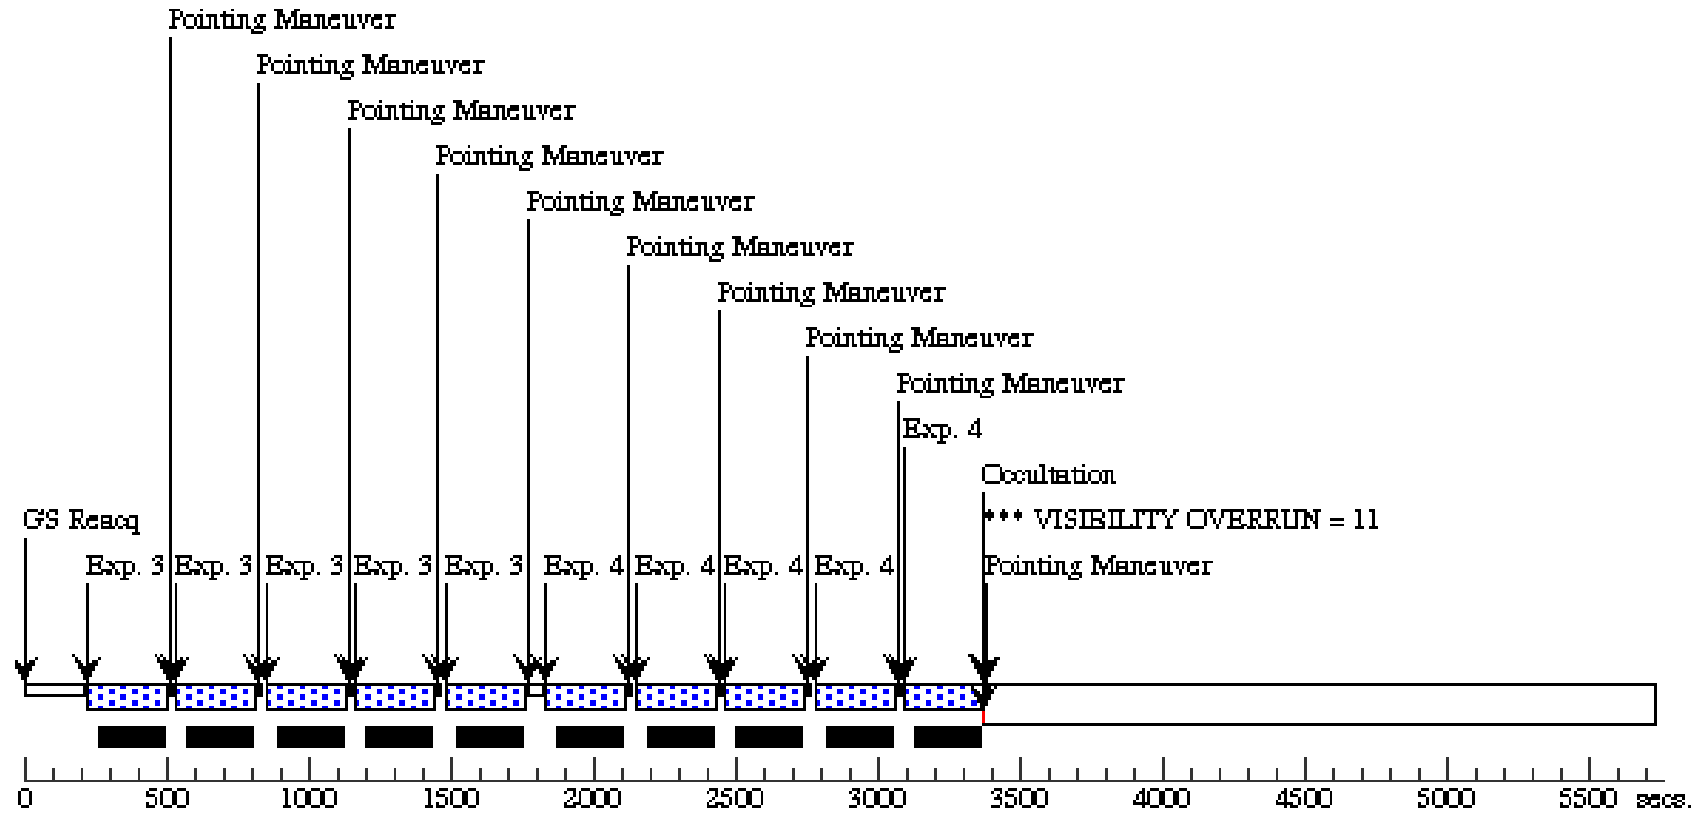 Pointing Maneuver
Pointing Maneuver
Pointing Maneuver
Pointing Maneuver
Pointing Maneuver
Pointing Maneuver
Pointing Maneuver
Pointing Maneuver
Pointing Maneuver
Exp. 4
Occultation
GS Reacq *** VISIBILITY OVERRUN = 11
Exp. 3 Exp. 3 Exp. 3 Exp. 3 Exp. 3 Exp. 4 Exp. 4 Exp. 4 Exp. 4 Pointing Maneuver
0 500 1000 1500 2000 2500 3000 3500 4000 4500 5000 5500 secs.